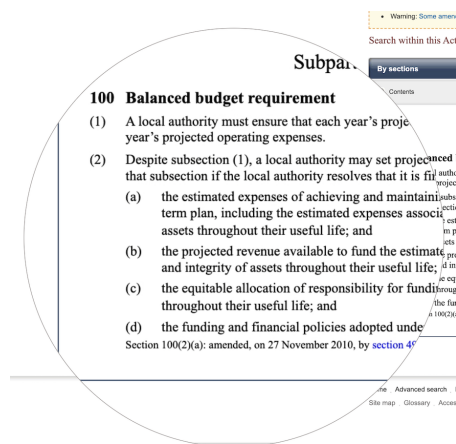 Warning: Some amen
Search within this Act
By sections
Contents
Subpar
100 Balanced budget requirement
(1) A local authority must ensure that each year's proje
year's projected operating expenses.
(2) Despite subsection (1), a local authority may set projec
that subsection if the local authority resolves that it is fi
(a) the estimated expenses of achieving and maintaini
term plan, including the estimated expenses associ
assets throughout their useful life; and
(b) the projected revenue available to fund the estimate
and integrity of assets throughout their useful life;
(c) the equitable allocation of responsibility for fundi
throughout their useful life; and
(d) the funding and financial policies adopted unde
Section 100(2)(a): amended, on 27 November 2010, by section 49
Advanced search
Site map Glossary Acces